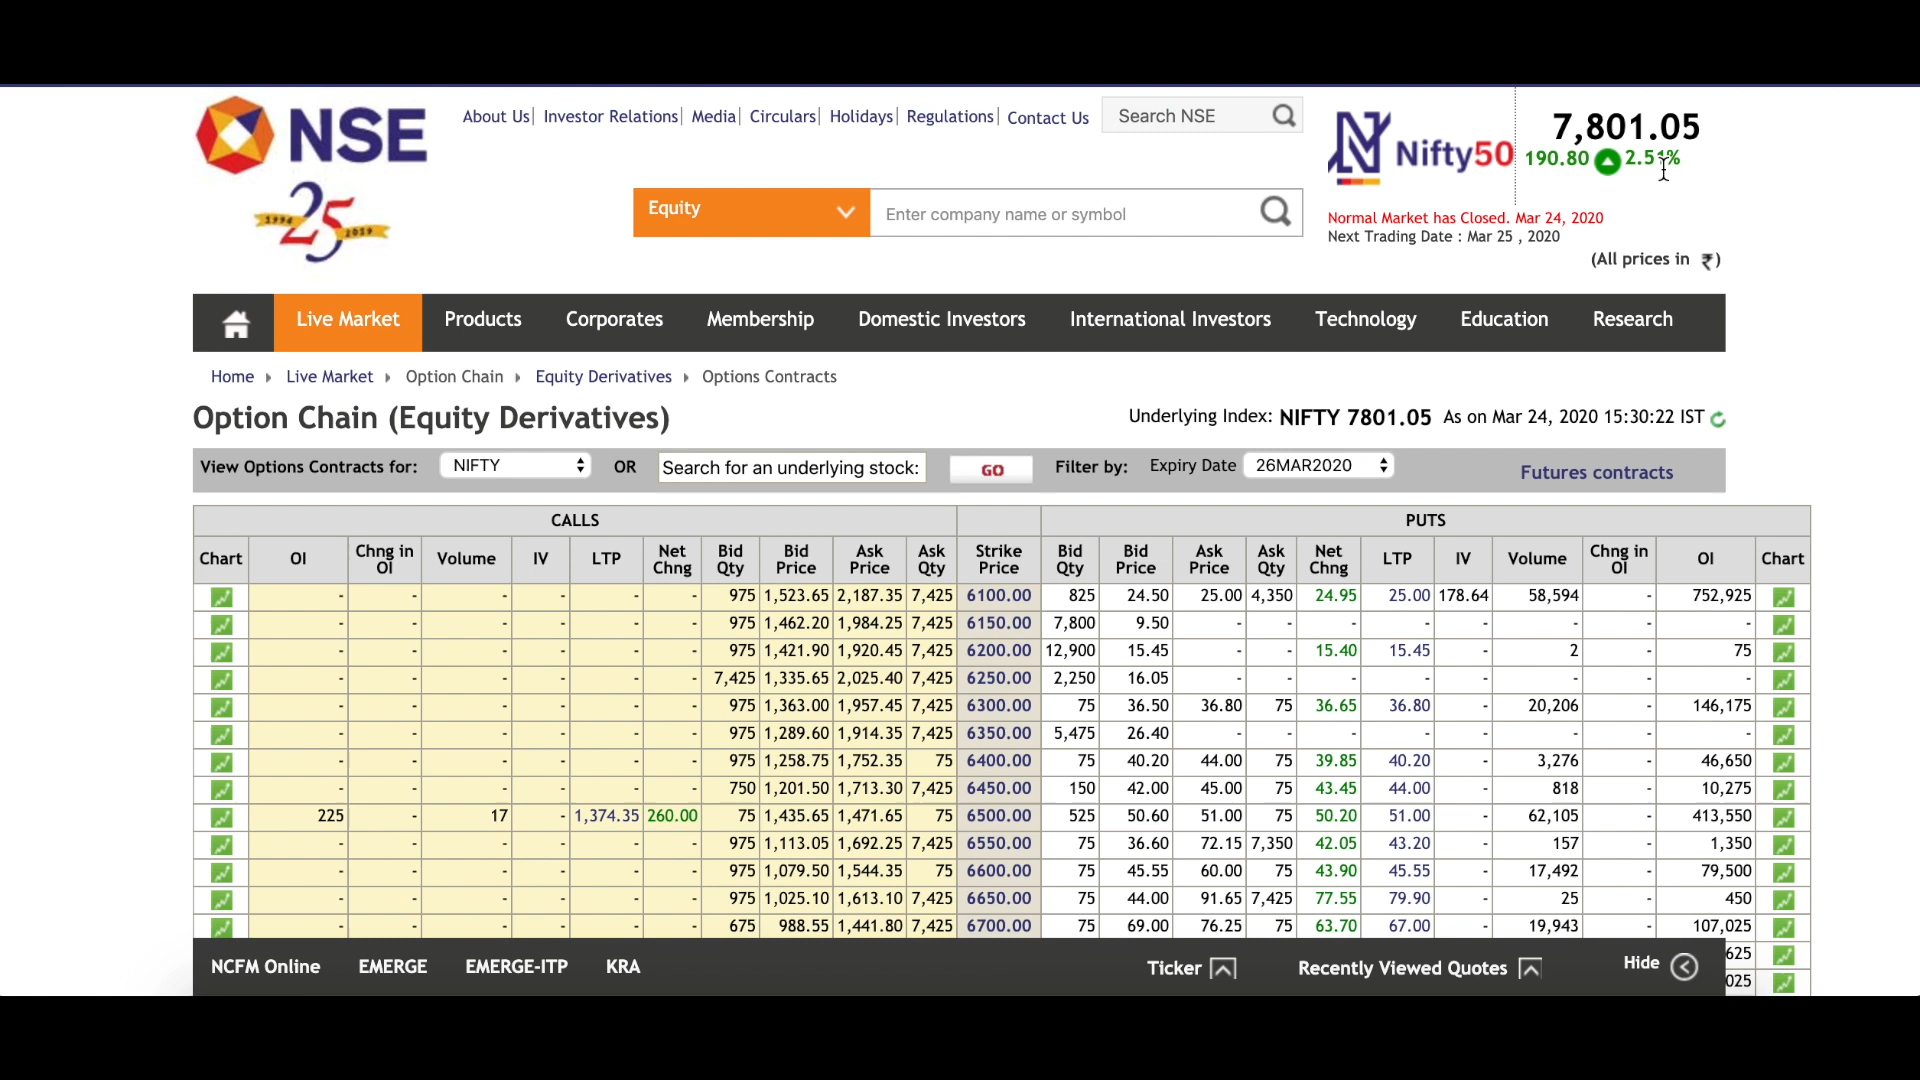 NSE
1994 25 2019
About Us| Investor Relations| Media| Circulars| Holidays| Regulations| Contact Us
Search NSE
Equity
Enter company name or symbol
Nifty50
7,801.05
190.80
Normal Market has Closed. Mar 24, 2020
Next Trading Date : Mar 25 , 2020
(All prices in ₹)
Live Market Products Corporates Membership Domestic Investors International Investors Technology Education Research
Home Live Market Option Chain Equity Derivatives Options Contracts
Option Chain (Equity Derivatives)
Underlying Index: NIFTY 7801.05 As on Mar 24, 2020 15:30:22 IST
View Options Contracts for: NIFTY OR Search for an underlying stock: GO Filter by: Expiry Date 26MAR2020 Futures contracts
CALLS PUTS
Chart OI Chng in OI Volume IV LTP Net Chng Bid Qty Bid Price Ask Price Ask Qty Strike Price Bid Qty Bid Price Ask Price Ask Qty Net Chng LTP IV Volume Chng in OI OI Chart
- - - - - - 975 1,523.65 2,187.35 7,425 6100.00 825 24.50 25.00 4,350 24.95 25.00 178.64 58,594 - 752,925
- - - - - - 975 1,462.20 1,984.25 7,425 6150.00 7,800 9.50 - - - - - - - -
- - - - - - 975 1,421.90 1,920.45 7,425 6200.00 12,900 15.45 - - 15.40 15.45 - 2 - 75
- - - - - - 7,425 1,335.65 2,025.40 7,425 6250.00 2,250 16.05 - - - - - - - -
- - - - - - 975 1,363.00 1,957.45 7,425 6300.00 75 36.50 36.80 75 36.65 36.80 - 20,206 - 146,175
- - - - - - 975 1,289.60 1,914.35 7,425 6350.00 5,475 26.40 - - - - - - - -
- - - - - - 975 1,258.75 1,752.35 75 6400.00 75 40.20 44.00 75 39.85 40.20 - 3,276 - 46,650
- - - - - - 750 1,201.50 1,713.30 7,425 6450.00 150 42.00 45.00 75 43.45 44.00 - 818 - 10,275
225 - 17 - 1,374.35 260.00 75 1,435.65 1,471.65 75 6500.00 525 50.60 51.00 75 50.20 51.00 - 62,105 - 413,550
- - - - - - 975 1,113.05 1,692.25 7,425 6550.00 75 36.60 72.15 7,350 42.05 43.20 - 157 - 1,350
- - - - - - 975 1,079.50 1,544.35 75 6600.00 75 45.55 60.00 75 43.90 45.55 - 17,492 - 79,500
- - - - - - 975 1,025.10 1,613.10 7,425 6650.00 75 44.00 91.65 7,425 77.55 79.90 - 25 - 450
- - - - - - 675 988.55 1,441.80 7,425 6700.00 75 69.00 76.25 75 63.70 67.00 - 19,943 - 107,025
625
025
NCFM Online EMERGE EMERGE-ITP KRA Ticker Recently Viewed Quotes Hide